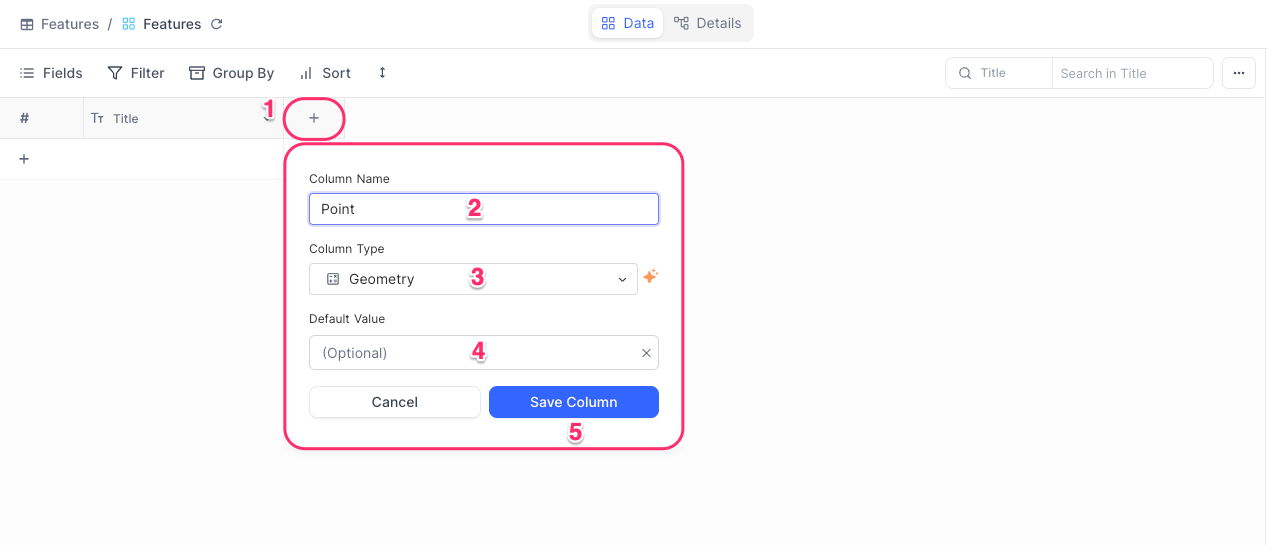 Features / Features
Data Details
Fields Filter Group By Sort
Title Search in Title
# Title 1 +
+
Column Name
Point 2
Column Type
Geometry 3
Default Value
(Optional) 4
Cancel Save Column
5